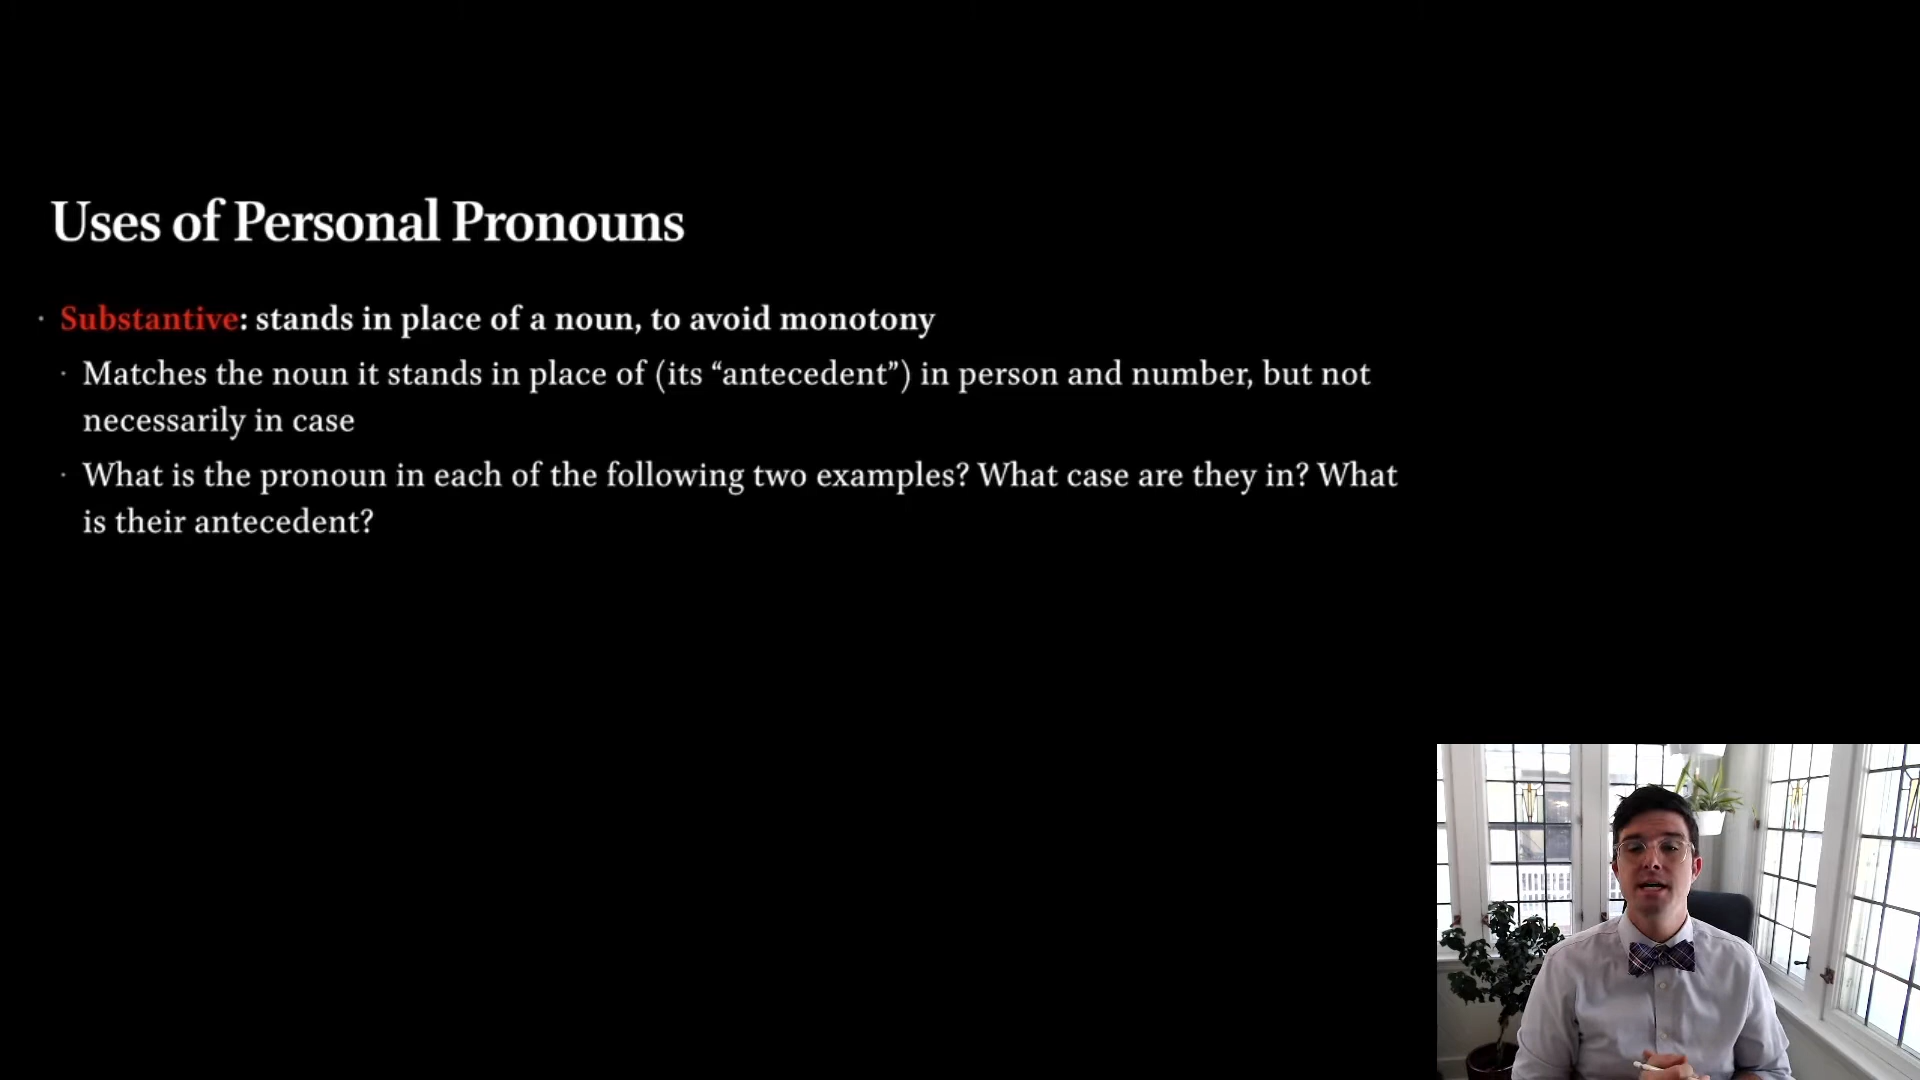 Uses of Personal Pronouns
· Substantive: stands in place of a noun, to avoid monotony
· Matches the noun it stands in place of (its “antecedent”) in person and number, but not
necessarily in case
· What is the pronoun in each of the following two examples? What case are they in? What
is their antecedent?